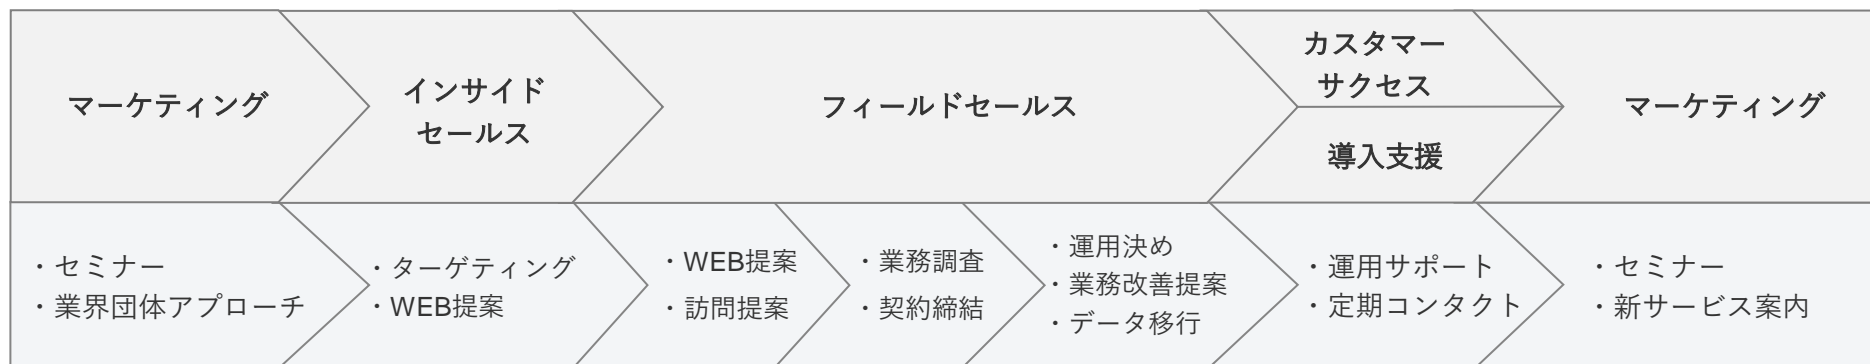 マーケティング
インサイド
セールス
フィールドセールス
カスタマー
サクセス
導入支援
マーケティング
・セミナー
・業界団体アプローチ
・ターゲティング
・WEB提案
・WEB提案
・訪問提案
・業務調査
・契約締結
・運用決め
・業務改善提案
・データ移行
・運用サポート
・定期コンタクト
・セミナー
・新サービス案内